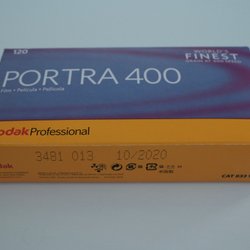 120
WORLD'S
FINEST
PORTRA 400
Film • Película • Pellicola
Kodak Professional
3481 013 10/2020